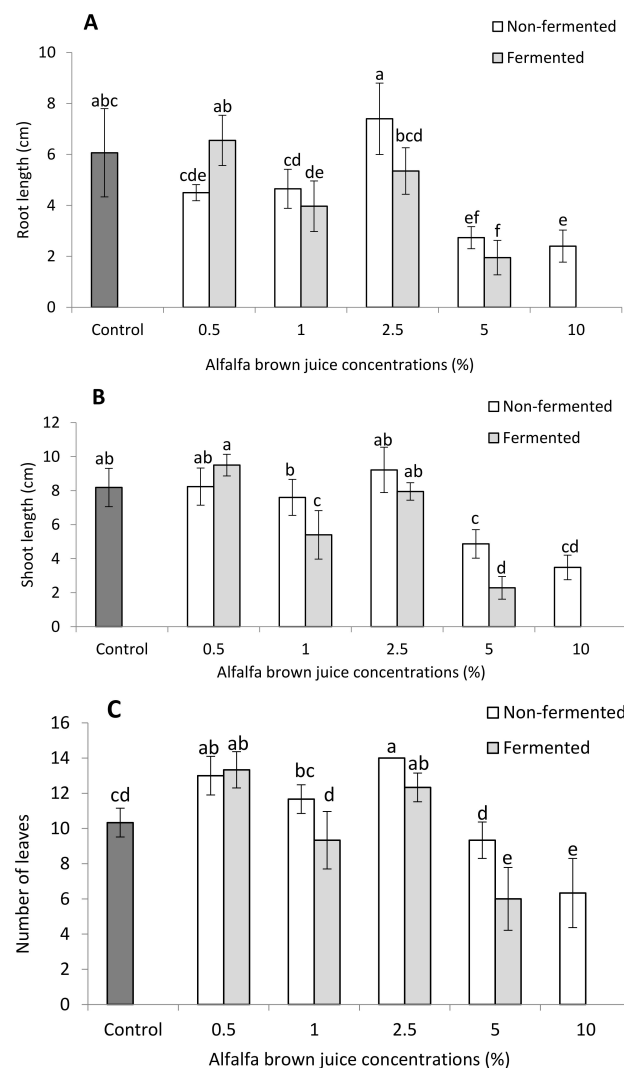 A
Non-fermented
Fermented
Root length (cm)
10
8
6
4
2
0
abc
cde
ab
cd
de
a
bcd
ef
f
e
Control 0.5 1 2.5 5 10
Alfalfa brown juice concentrations (%)
B
Non-fermented
Fermented
Shoot length (cm)
12
10
8
6
4
2
0
ab
ab
a
b
c
ab
ab
c
d
cd
Control 0.5 1 2.5 5 10
Alfalfa brown juice concentrations (%)
C
Non-fermented
Fermented
Number of leaves
16
14
12
10
8
6
4
2
0
cd
ab
ab
bc
d
a
ab
d
e
e
Control 0.5 1 2.5 5 10
Alfalfa brown juice concentrations (%)